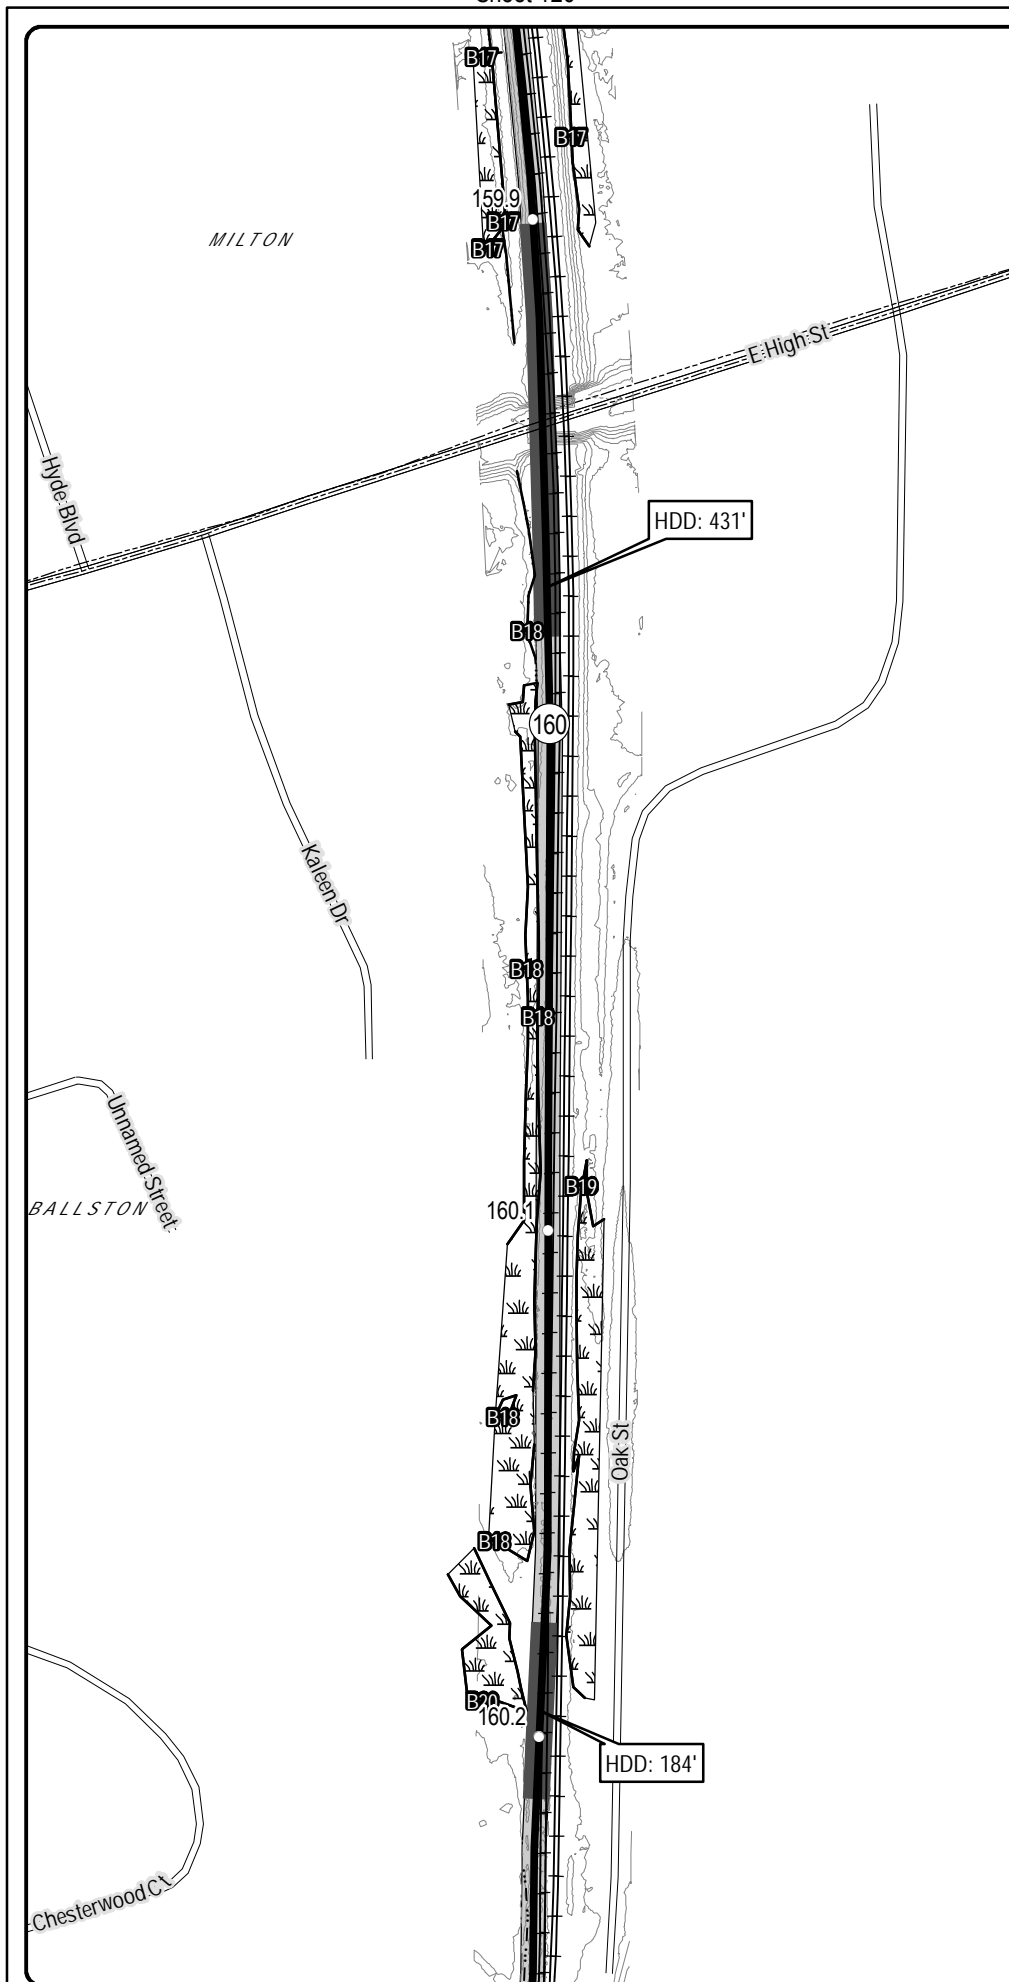 B17
B17
159.9
B17
B17
MILTON
E High St
Hyde Blvd
HDD: 431'
B18
160
Kaleen Dr
B18
B18
Unnamed Street
B19
BALLSTON
160.1
B18
Oak St
B18
B20
160.2
HDD: 184'
Chesterwood Ct